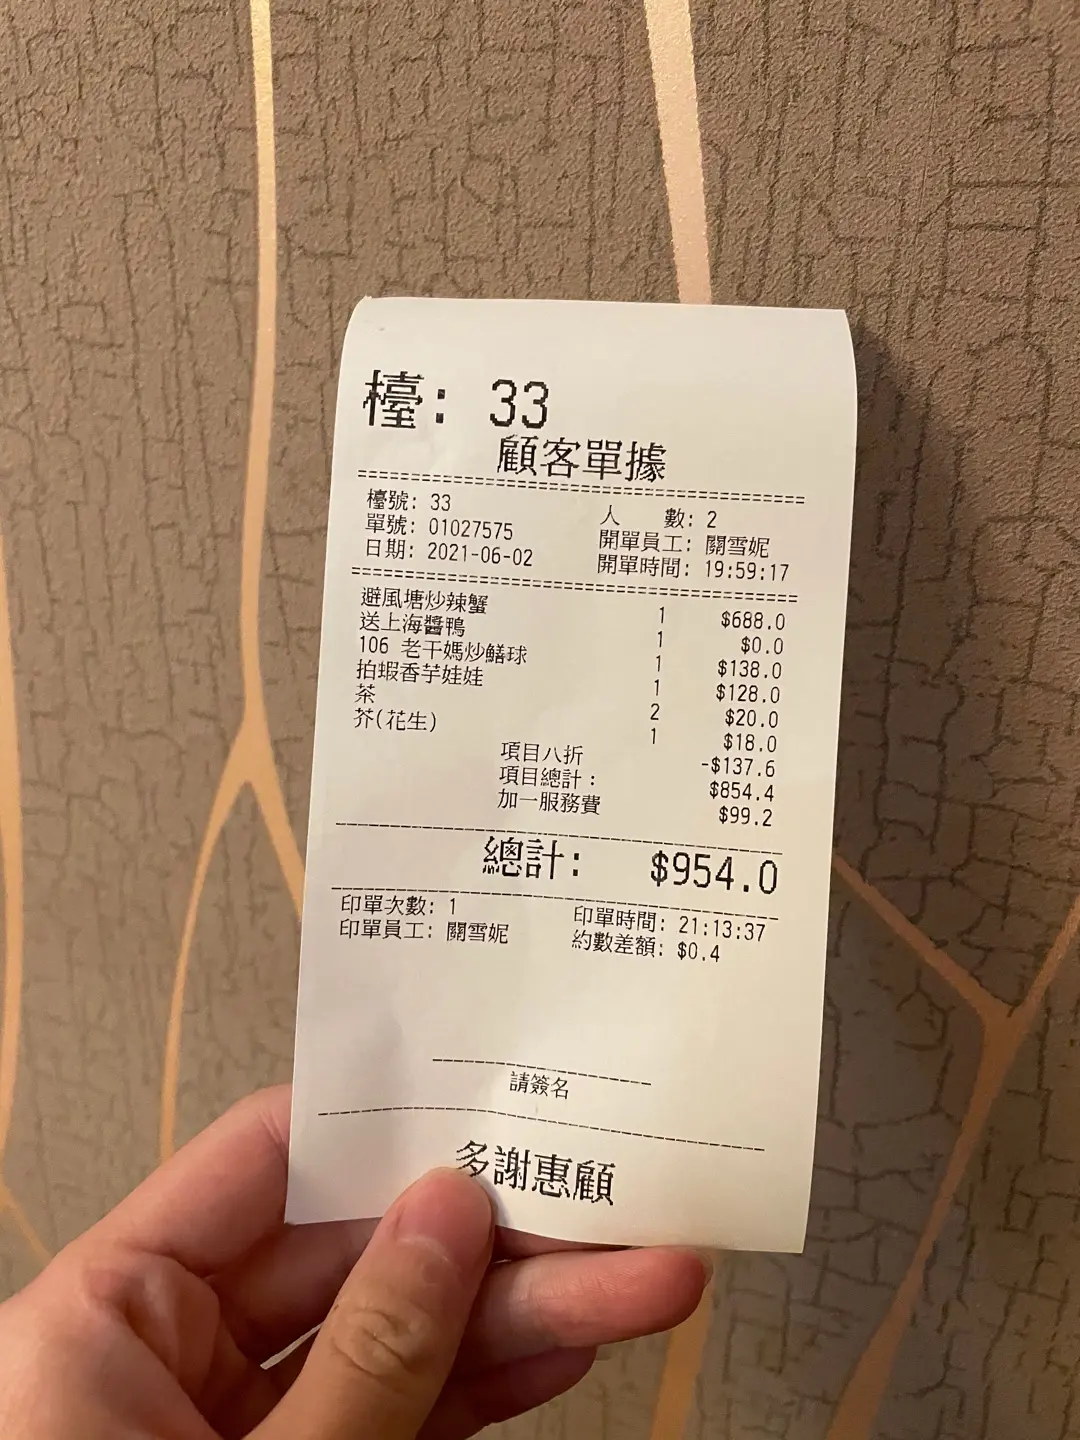 檯: 33
顧客單據
檯號: 33 人 數: 2
單號: 01027575 開單員工: 關雪妮
日期: 2021-06-02 開單時間: 19:59:17
避風塘炒辣蟹 1 $688.0
送上海醬鴨 1 $0.0
106 老干媽炒鱔球 1 $138.0
拍蝦香芋娃娃 1 $128.0
茶 2 $20.0
芥(花生) 1 $18.0
項目八折 -$137.6
項目總計: $854.4
加一服務費 $99.2
總計: $954.0
印單次數: 1 印單時間: 21:13:37
印單員工: 關雪妮 約數差額: $0.4
請簽名
多謝惠顧